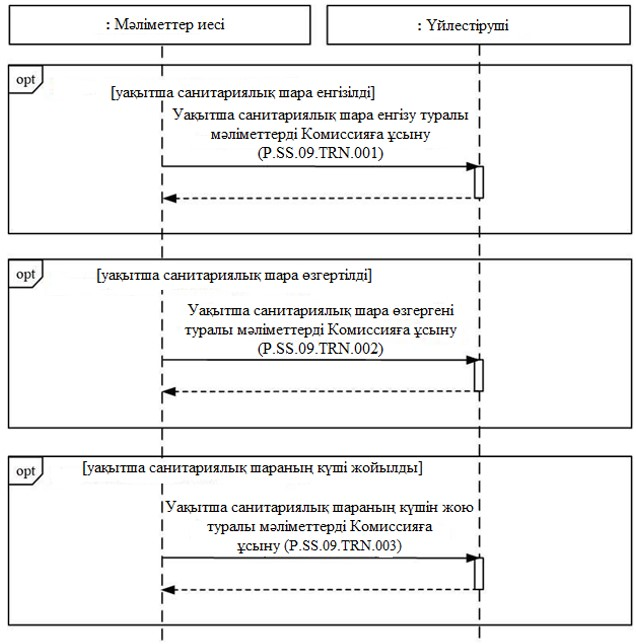 : Мәліметтер иесі
: Үйлестіруші
opt
[уақытша санитариялық шара енгізілді]
Уақытша санитариялық шара енгізу туралы
мәліметтерді Комиссияға ұсыну
(P.SS.09.TRN.001)
opt
[уақытша санитариялық шара өзгертілді]
Уақытша санитариялық шара өзгергені
туралы мәліметтерді Комиссияға ұсыну
(P.SS.09.TRN.002)
opt
[уақытша санитариялық шараның күші жойылды]
Уақытша санитариялық шараның күшін жою
туралы мәліметтерді Комиссияға
ұсыну (P.SS.09.TRN.003)